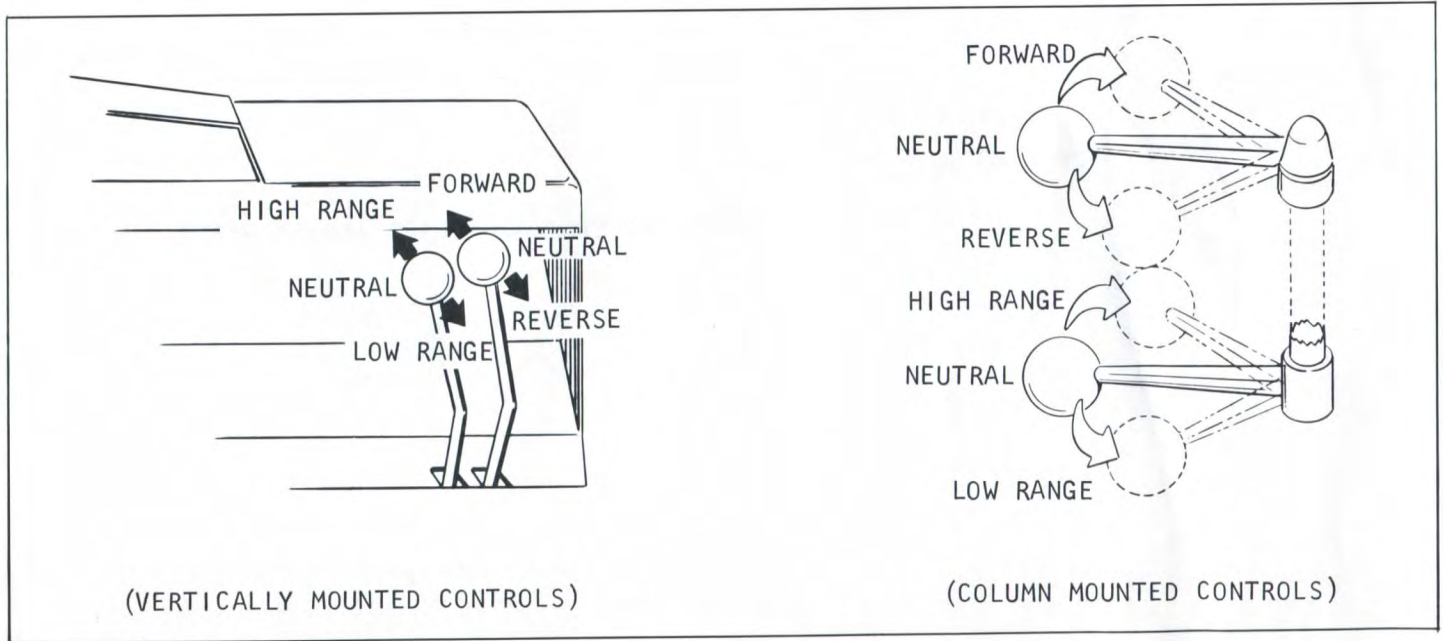 FORWARD
HIGH RANGE
NEUTRAL
NEUTRAL
REVERSE
LOW RANGE
(VERTICALLY MOUNTED CONTROLS)
FORWARD
NEUTRAL
REVERSE
HIGH RANGE
NEUTRAL
LOW RANGE
(COLUMN MOUNTED CONTROLS)